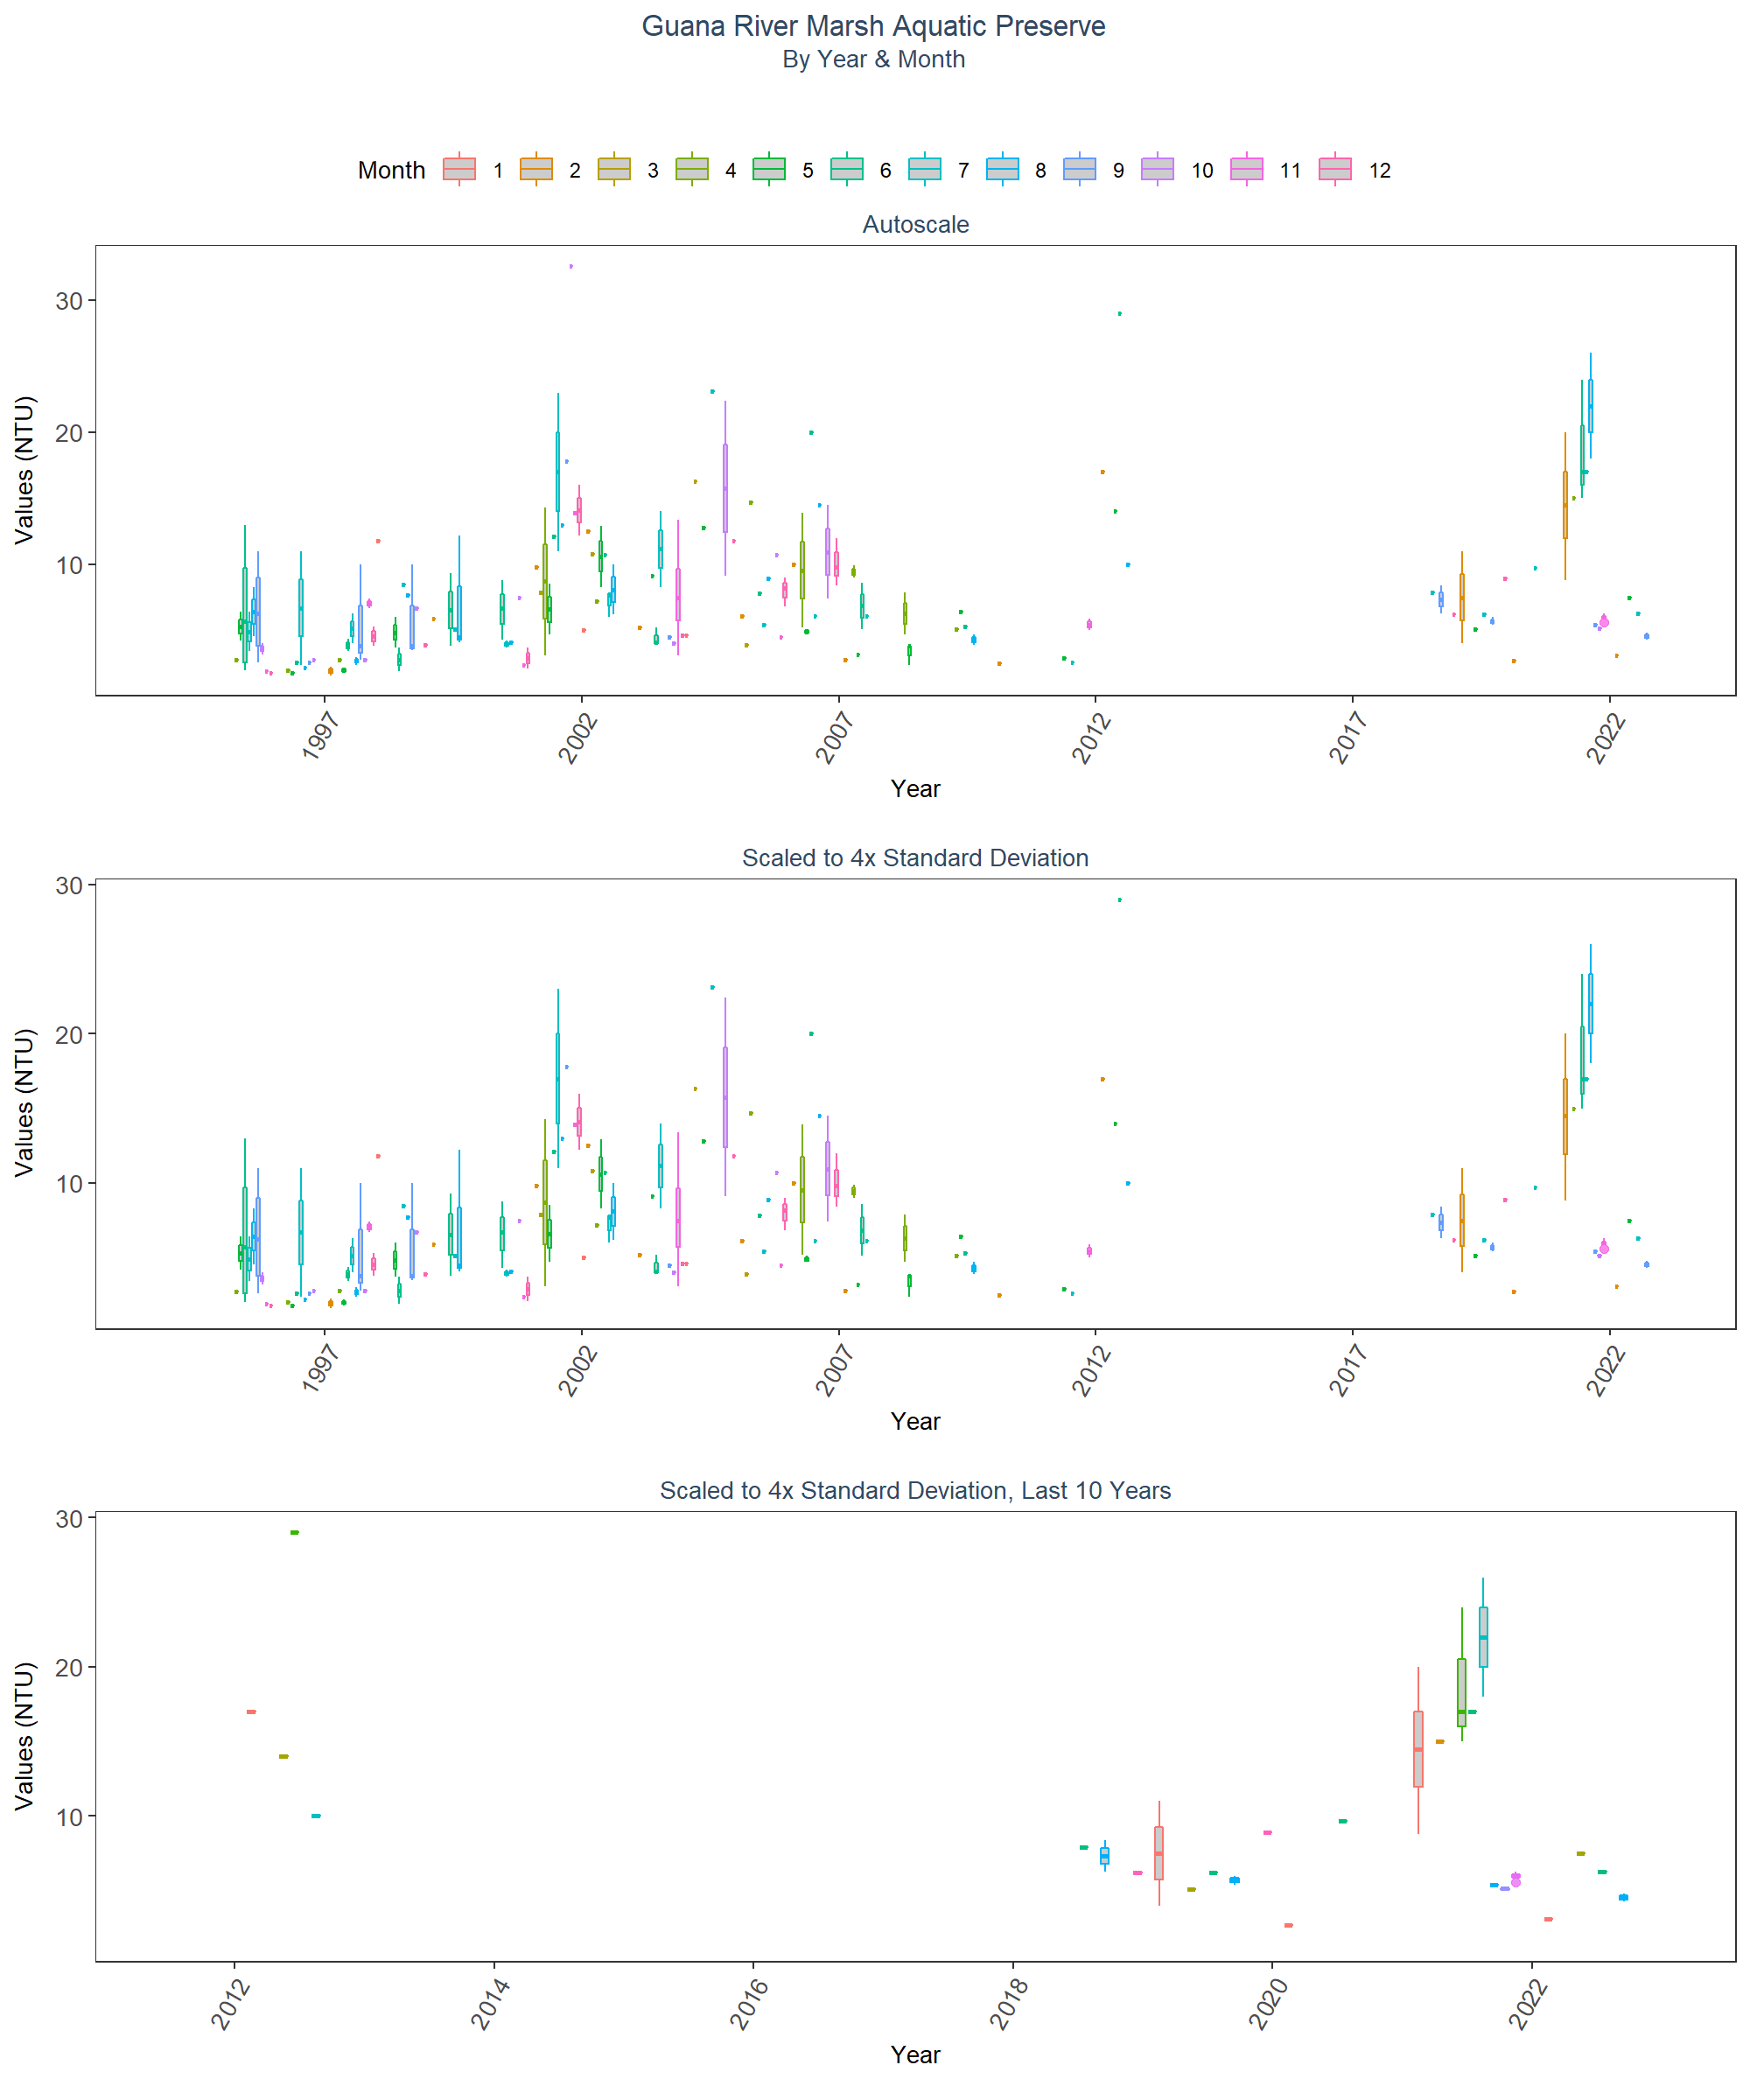 Guana River Marsh Aquatic Preserve
By Year & Month
Month 1 2 3 4 5 6 7 8 9 10 11 12
Autoscale
Values (NTU)
30
20
10
1997 2002 2007 2012 2017 2022
Year
Scaled to 4x Standard Deviation
Values (NTU)
30
20
10
1997 2002 2007 2012 2017 2022
Year
Scaled to 4x Standard Deviation, Last 10 Years
Values (NTU)
30
20
10
2012 2014 2016 2018 2020 2022
Year